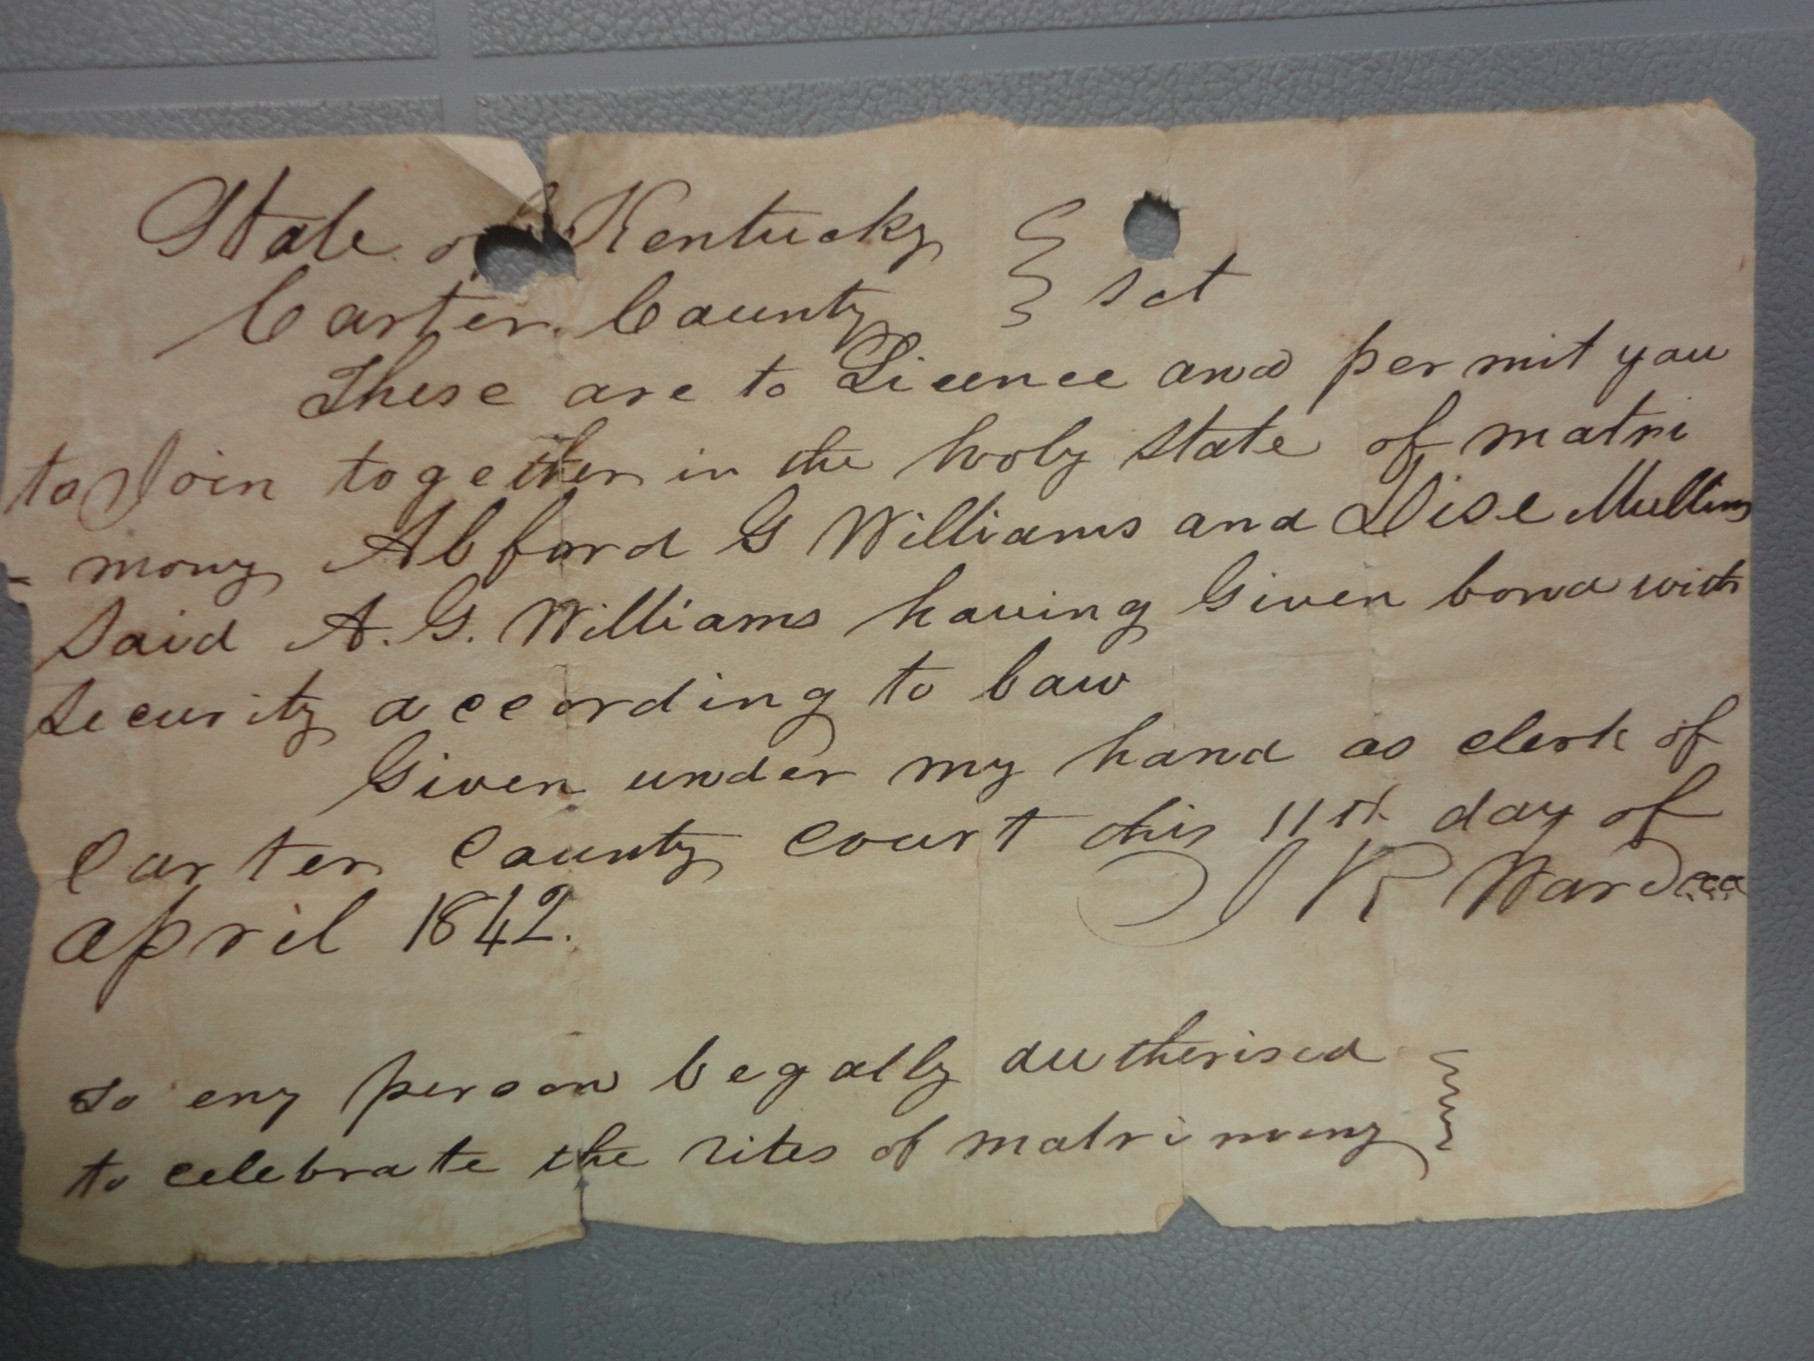 State of Kentucky
Carter County } sct
These are to Licence and permit you
to Join together in the holy state of matri
= mony Alford G Williams and Dise Mullins
Said A. G. Williams having Given bond with
Security according to Law
Given under my hand as clerk of
Carter County court this 11th day of
April 1842. J R Ward ccc
to eny person Legally autherised
to celebrate the rites of matrimony }